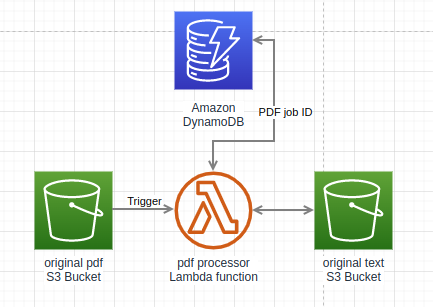 Amazon
DynamoDB
PDF job ID
Trigger
original pdf
S3 Bucket
pdf processor
Lambda function
original text
S3 Bucket